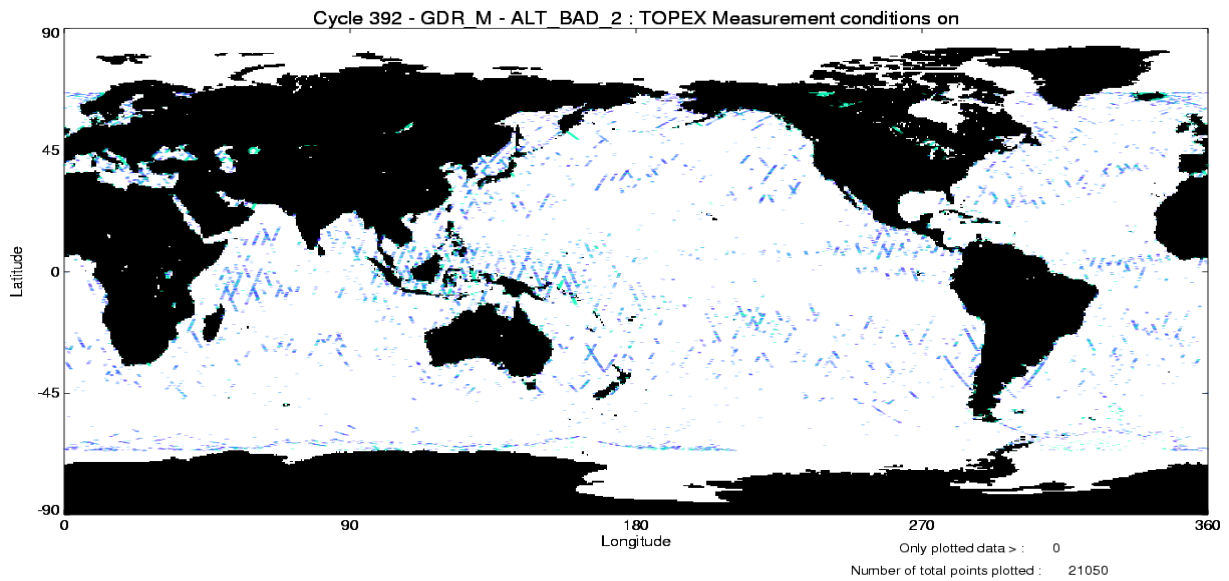 Cycle 392 - GDR_M - ALT_BAD_2 : TOPEX Measurement conditions on
90
45
0
-45
-90
Latitude
0 90 180 270 360
Longitude
Only plotted data > : 0
Number of total points plotted : 21050